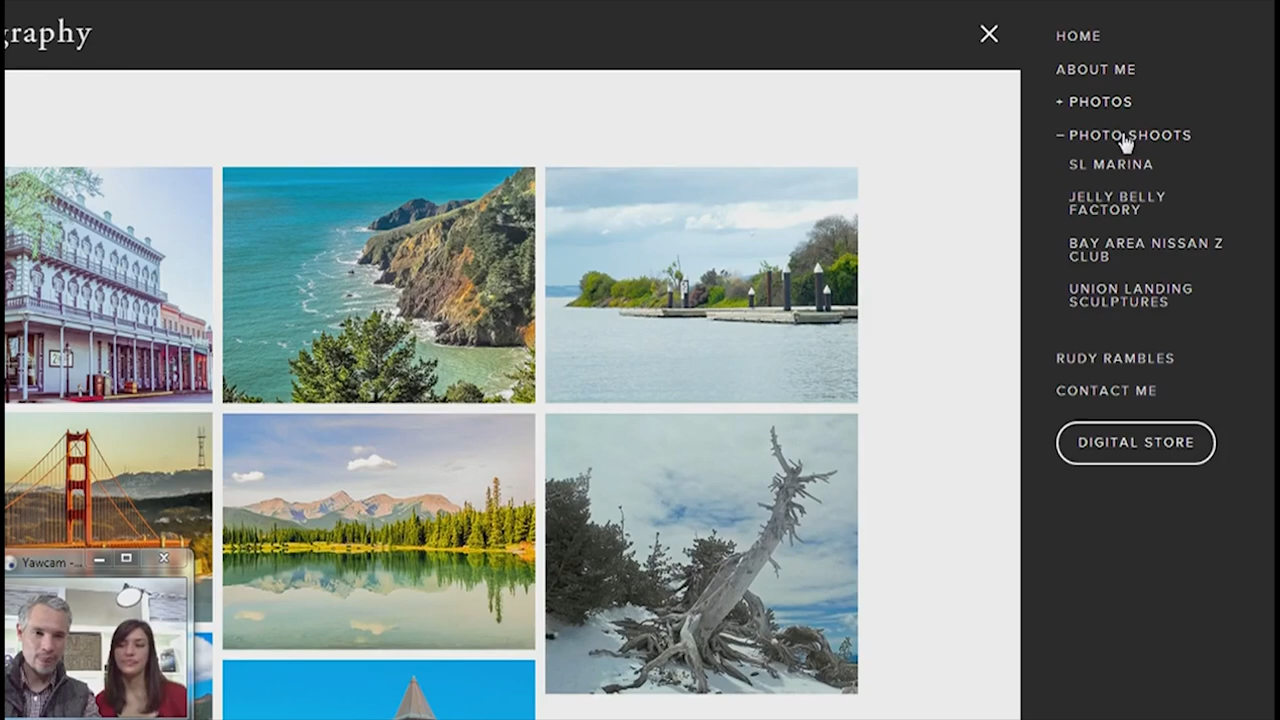 graphy
HOME
ABOUT ME
+ PHOTOS
– PHOTO SHOOTS
SL MARINA
JELLY BELLY
FACTORY
BAY AREA NISSAN Z
CLUB
UNION LANDING
SCULPTURES
RUDY RAMBLES
CONTACT ME
DIGITAL STORE
Yawcam -...